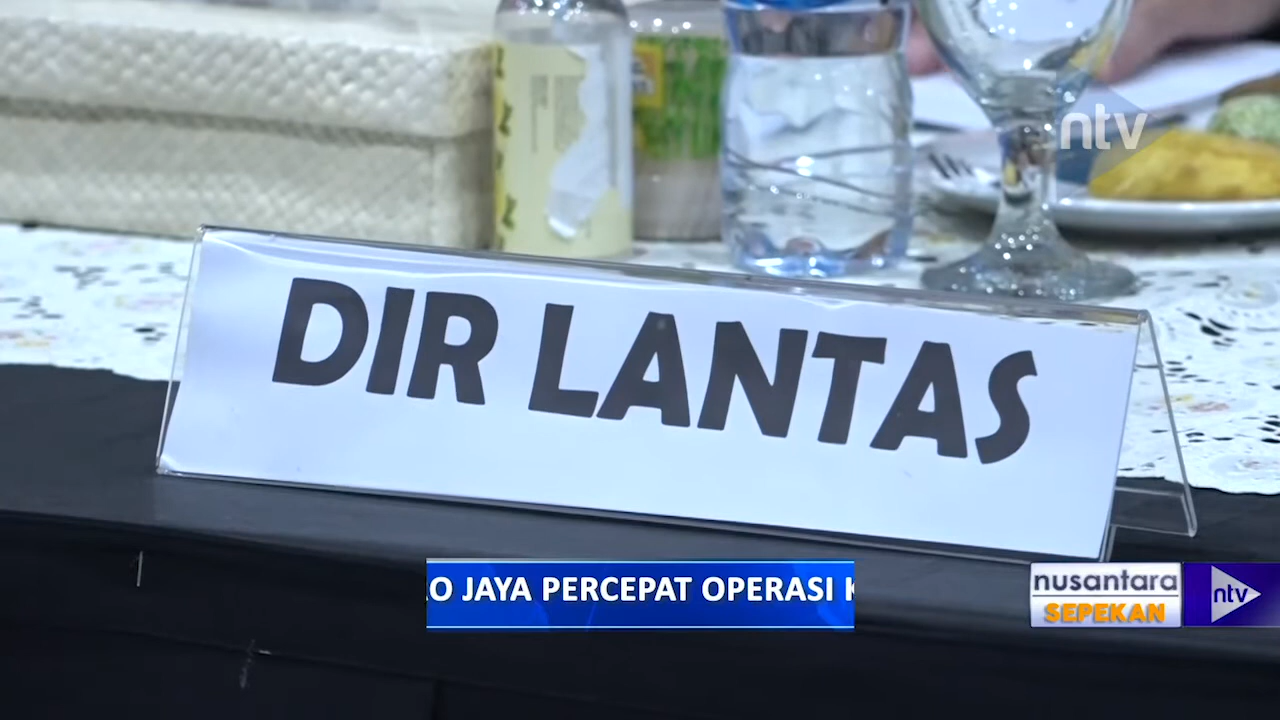 ntv
DIR LANTAS
JAYA PERCEPAT OPERASI
nusantara
SEPEKAN
ntv